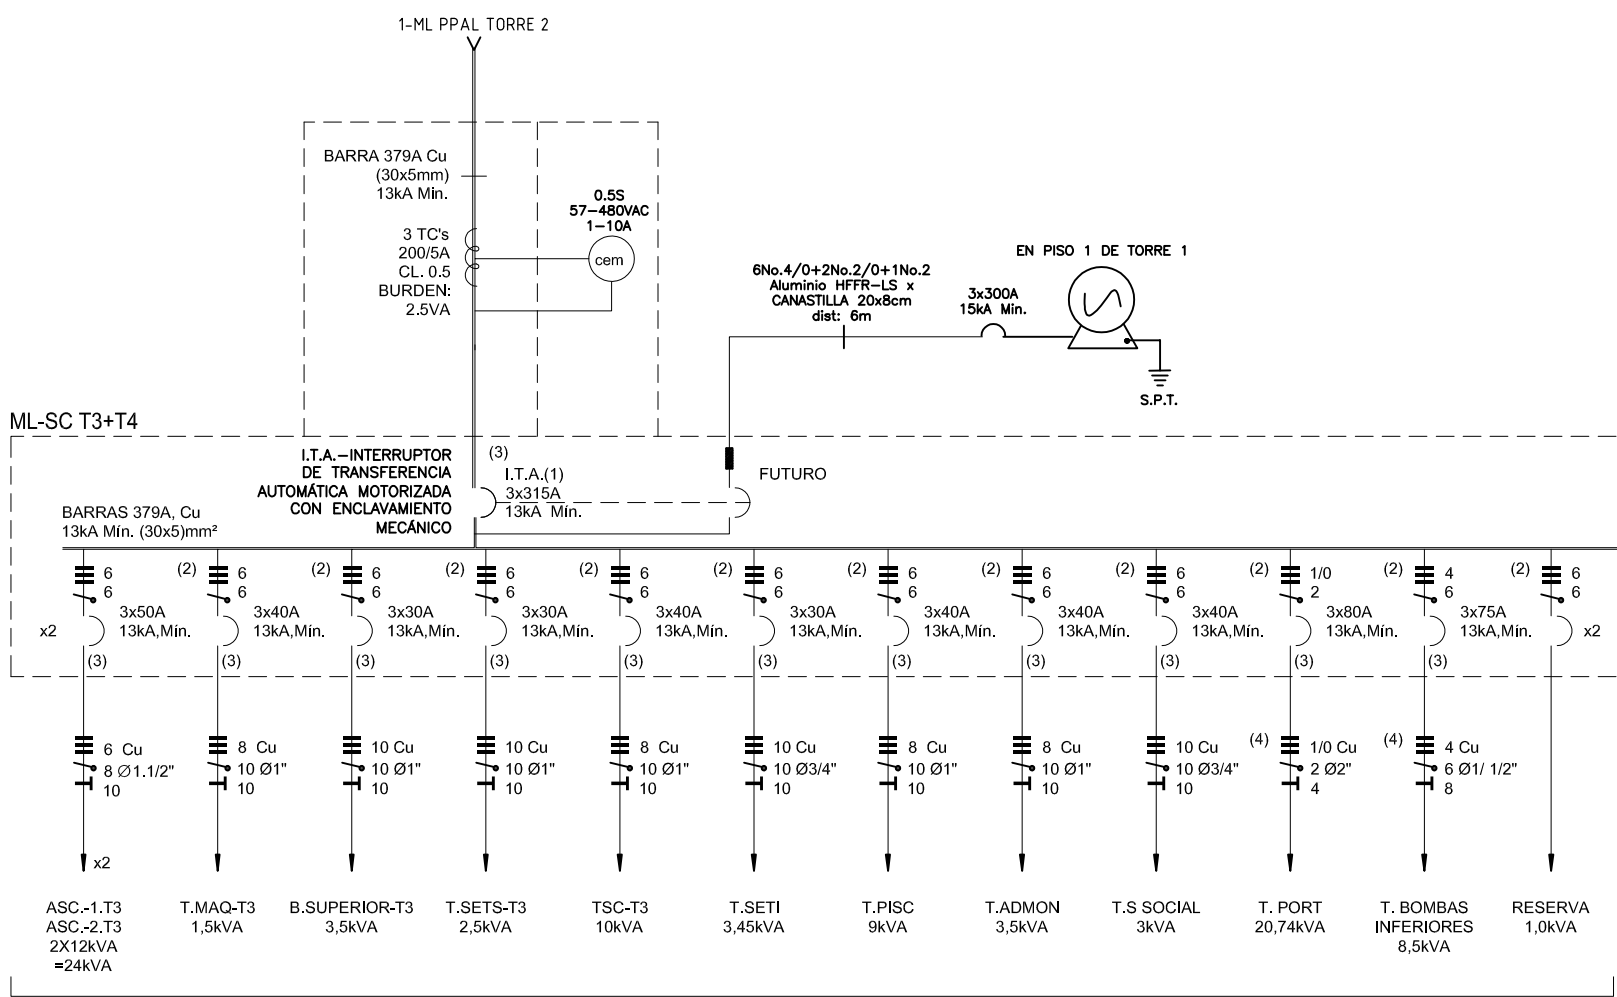 1-ML PPAL TORRE 2
BARRA 379A Cu
(30x5mm)
13kA Min.
3 TC's
200/5A
CL. 0.5
BURDEN:
2.5VA
0.5S
57-480VAC
1-10A
cem
6No.4/0+2No.2/0+1No.2
Aluminio HFFR-LS x
CANASTILLA 20x8cm
dist: 6m
3x300A
15kA Min.
EN PISO 1 DE TORRE 1
S.P.T.
ML-SC T3+T4
I.T.A.-INTERRUPTOR
DE TRANSFERENCIA
AUTOMÁTICA MOTORIZADA
CON ENCLAVAMIENTO
MECÁNICO
(3)
I.T.A.(1)
3x315A
13kA Mín.
FUTURO
BARRAS 379A, Cu
13kA Mín. (30x5)mm²
6
6
3x50A
13kA,Mín.
x2
(3)
(2)
6
6
3x40A
13kA,Mín.
(3)
(2)
6
6
3x30A
13kA,Mín.
(3)
(2)
6
6
3x30A
13kA,Mín.
(3)
(2)
6
6
3x40A
13kA,Mín.
(3)
(2)
6
6
3x30A
13kA,Mín.
(3)
(2)
6
6
3x40A
13kA,Mín.
(3)
(2)
6
6
3x40A
13kA,Mín.
(3)
(2)
6
6
3x40A
13kA,Mín.
(3)
(2)
1/0
2
3x80A
13kA,Mín.
(3)
(2)
4
6
3x75A
13kA,Mín.
(3)
(2)
6
6
x2
6 Cu
8 Ø1.1/2"
10
x2
8 Cu
10 Ø1"
10
10 Cu
10 Ø1"
10
10 Cu
10 Ø1"
10
8 Cu
10 Ø1"
10
10 Cu
10 Ø3/4"
10
8 Cu
10 Ø1"
10
8 Cu
10 Ø1"
10
10 Cu
10 Ø3/4"
10
(4)
1/0 Cu
2 Ø2"
4
(4)
4 Cu
6 Ø1/ 1/2"
8
ASC.-1.T3
ASC.-2.T3
2X12kVA
=24kVA
T.MAQ-T3
1,5kVA
B.SUPERIOR-T3
3,5kVA
T.SETS-T3
2,5kVA
TSC-T3
10kVA
T.SETI
3,45kVA
T.PISC
9kVA
T.ADMON
3,5kVA
T.S SOCIAL
3kVA
T. PORT
20,74kVA
T. BOMBAS
INFERIORES
8,5kVA
RESERVA
1,0kVA